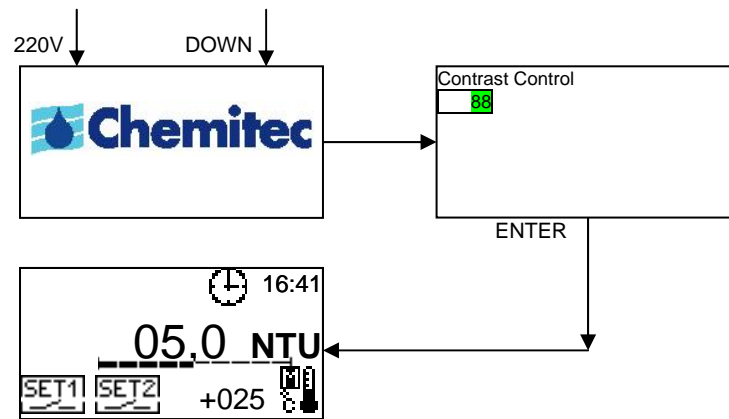 220V
DOWN
Chemitec
Contrast Control
88
ENTER
16:41
05,0 NTU
SET1 SET2 +025 °C